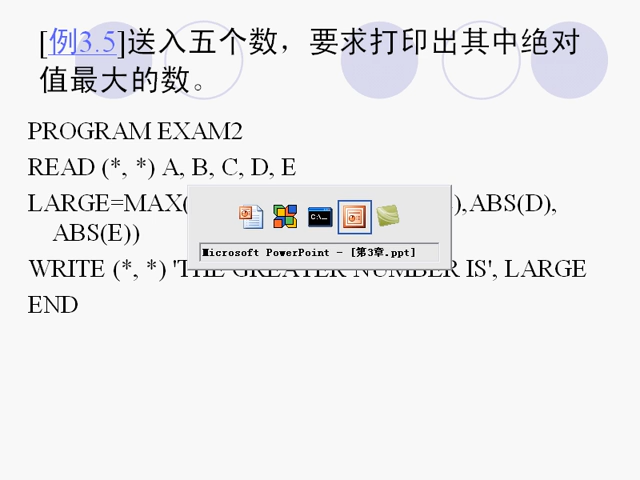 [例3.5]送入五个数，要求打印出其中绝对
值最大的数。
PROGRAM EXAM2
READ (*, *) A, B, C, D, E
LARGE=MAX( ),ABS(D),
ABS(E))
C:\_
Microsoft PowerPoint - [第3章.ppt]
WRITE (*, *) 'THE GREATER NUMBER IS', LARGE
END